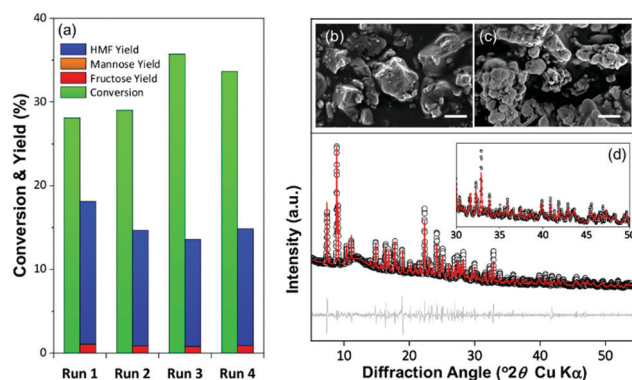 (a)
HMF Yield
Mannose Yield
Fructose Yield
Conversion
Conversion & Yield (%)
40
30
20
10
0
Run 1 Run 2 Run 3 Run 4
(b)
(c)
(d)
30 35 40 45 50
Intensity (a.u.)
10 20 30 40 50
Diffraction Angle (°2θ Cu Kα)